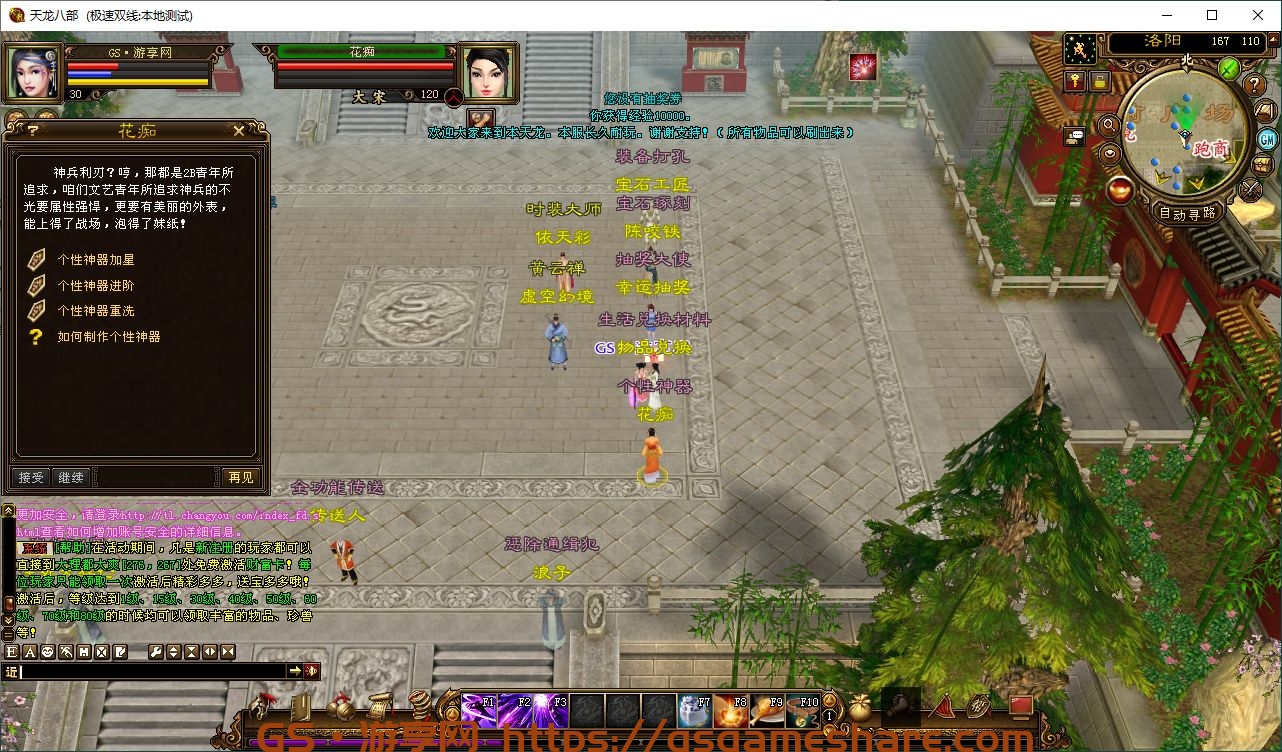 天龙八部 (极速双线:本地测试)
GS·游享网
30
花痴
大宋
120
洛阳
167 110
北
戌
GM
跑商
自动寻路
您没有抽奖券
你获得经验10000。
欢迎大家来到本天龙。本服长久耐玩。谢谢支持!(所有物品可以刷出来)
花痴
神兵利刃?哼,那都是2B青年所
追求,咱们文艺青年所追求神兵的不
光要属性强悍,更要有美丽的外表,
能上得了战场,泡得了妹纸!
个性神器加星
个性神器进阶
个性神器重洗
如何制作个性神器
接受 继续 再见
装备打孔
宝石工匠
时装大师
宝石琢刻
依天彩
陈咬铁
抽奖大使
黄云禅
幸运抽奖
虚空幻境
生活兑换材料
GS
物品兑换
个性神器
花痴
全功能传送
传送人
惩除通缉犯
浪子
更加安全,请登录http://tl.changyou.com/index_fd.
html查看如何增加账号安全的详细信息。
系统 [帮助]在活动期间,凡是新注册的玩家都可以
直接到大理都大爽[276, 257]处免费激活财富卡!每
位玩家只能领取一次激活后精彩多多,送宝多多哦!
激活后,等级达到1级、15级、30级、40级、50级、60
级、70级和80级的时候均可以领取丰富的物品、珍兽
等!
近
F1 F2 F3 F7 F8 F9 F10
1
GS·游享网 https://gsgameshare.com